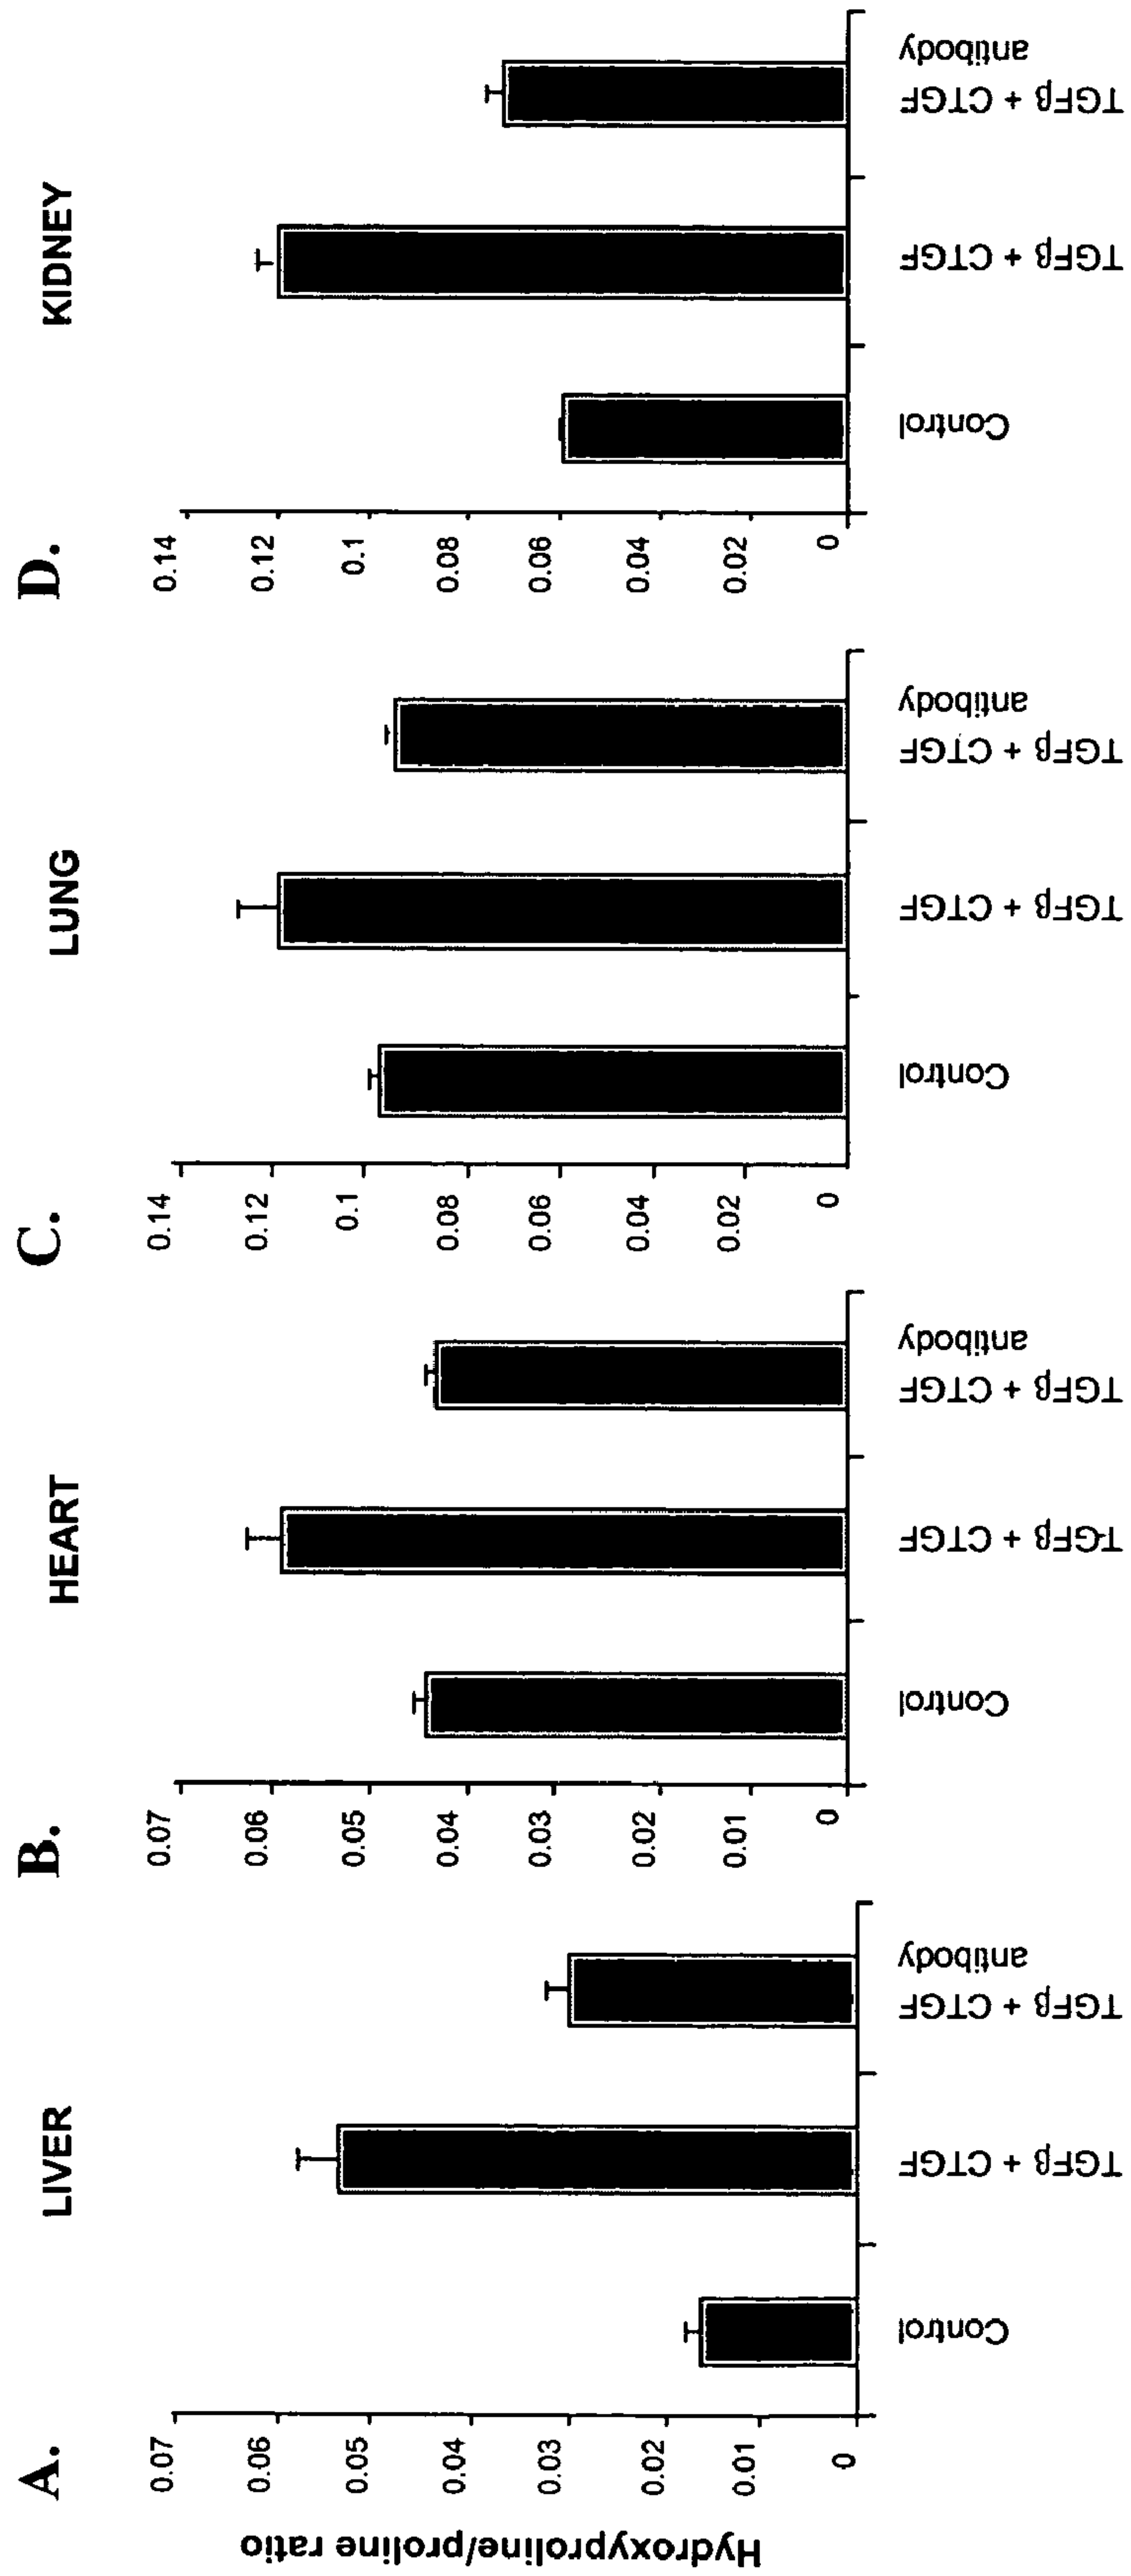 A.
LIVER
Hydroxyproline/proline ratio
0.07
0.06
0.05
0.04
0.03
0.02
0.01
0
Control
TGFβ + CTGF
TGFβ + CTGF
antibody
B.
HEART
0.07
0.06
0.05
0.04
0.03
0.02
0.01
0
Control
TGFβ + CTGF
TGFβ + CTGF
antibody
C.
LUNG
0.14
0.12
0.1
0.08
0.06
0.04
0.02
0
Control
TGFβ + CTGF
TGFβ + CTGF
antibody
D.
KIDNEY
0.14
0.12
0.1
0.08
0.06
0.04
0.02
0
Control
TGFβ + CTGF
TGFβ + CTGF
antibody